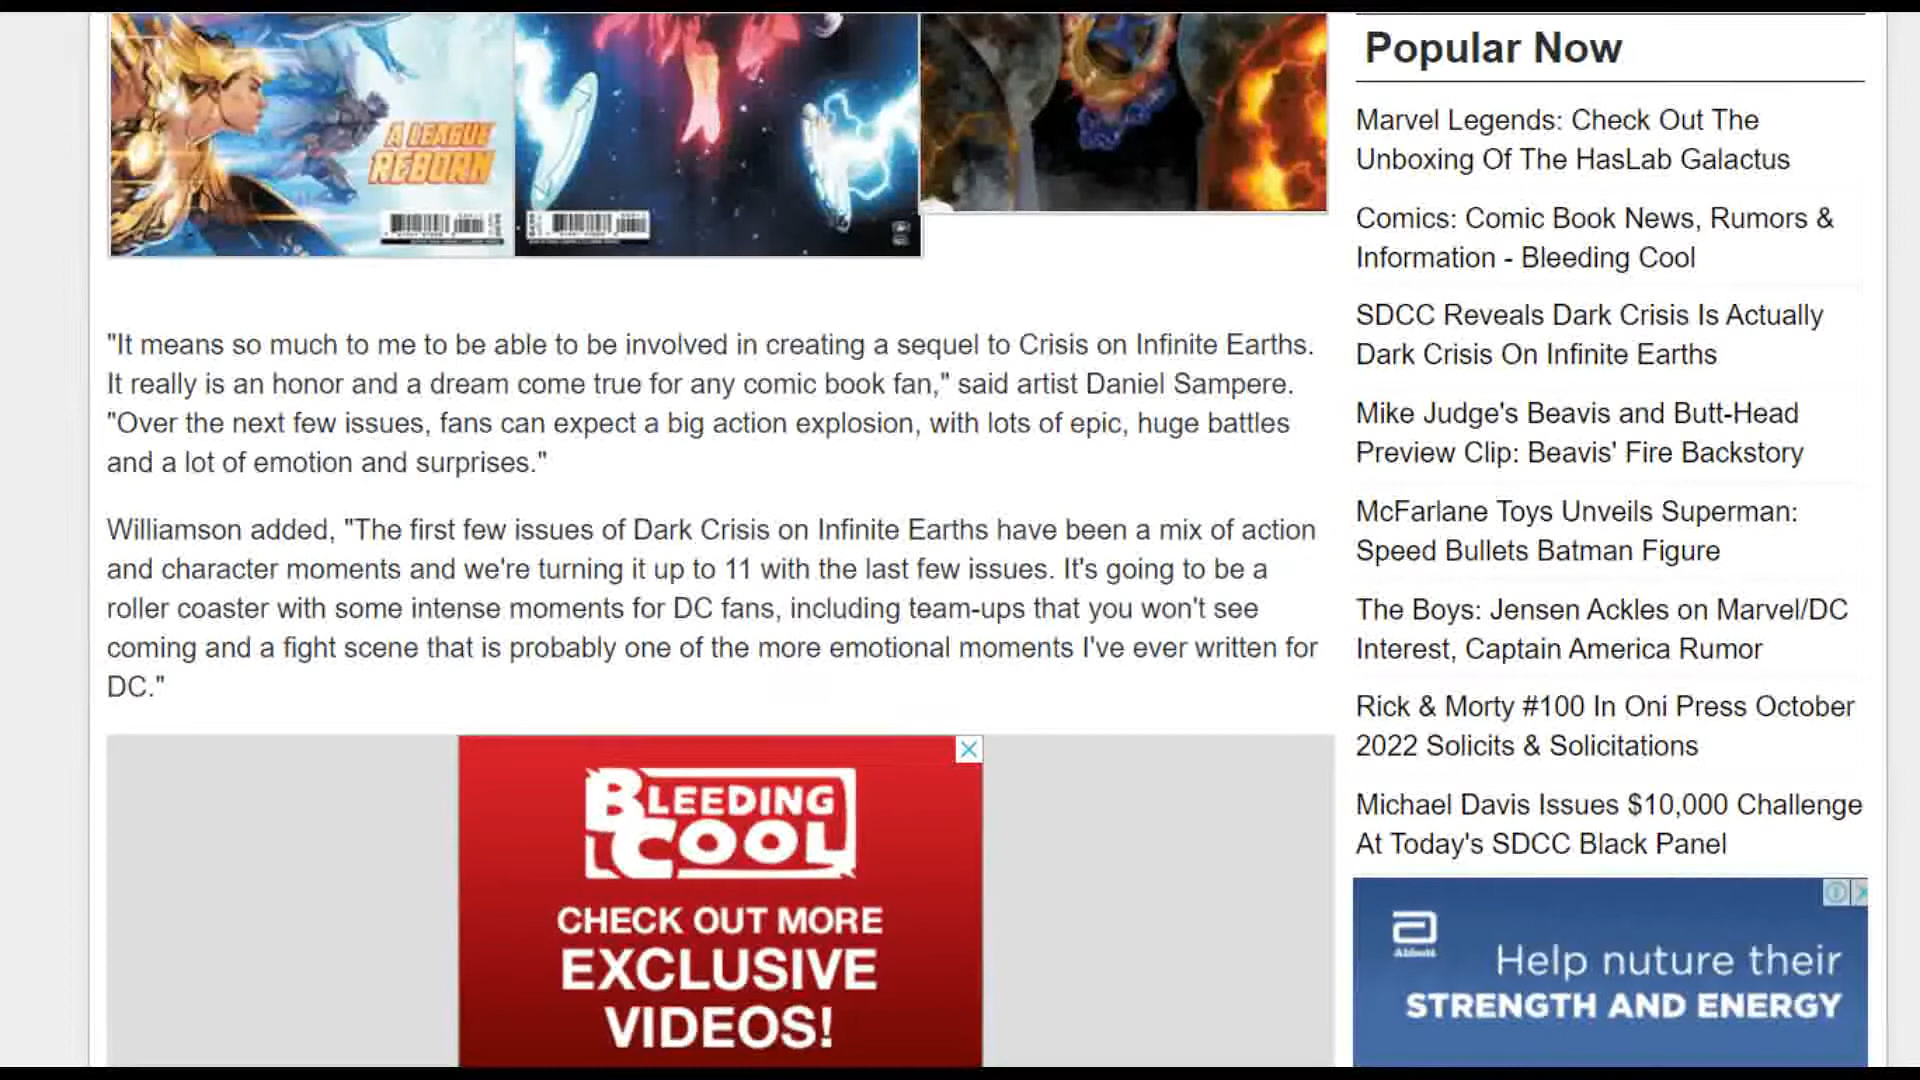 A LEAGUE
REBORN
"It means so much to me to be able to be involved in creating a sequel to Crisis on Infinite Earths.
It really is an honor and a dream come true for any comic book fan," said artist Daniel Sampere.
"Over the next few issues, fans can expect a big action explosion, with lots of epic, huge battles
and a lot of emotion and surprises."
Williamson added, "The first few issues of Dark Crisis on Infinite Earths have been a mix of action
and character moments and we're turning it up to 11 with the last few issues. It's going to be a
roller coaster with some intense moments for DC fans, including team-ups that you won't see
coming and a fight scene that is probably one of the more emotional moments I've ever written for
DC."
BLEEDING
COOL
CHECK OUT MORE
EXCLUSIVE
VIDEOS!
Popular Now
Marvel Legends: Check Out The
Unboxing Of The HasLab Galactus
Comics: Comic Book News, Rumors &
Information - Bleeding Cool
SDCC Reveals Dark Crisis Is Actually
Dark Crisis On Infinite Earths
Mike Judge's Beavis and Butt-Head
Preview Clip: Beavis' Fire Backstory
McFarlane Toys Unveils Superman:
Speed Bullets Batman Figure
The Boys: Jensen Ackles on Marvel/DC
Interest, Captain America Rumor
Rick & Morty #100 In Oni Press October
2022 Solicits & Solicitations
Michael Davis Issues $10,000 Challenge
At Today's SDCC Black Panel
Abbott
Help nuture their
STRENGTH AND ENERGY